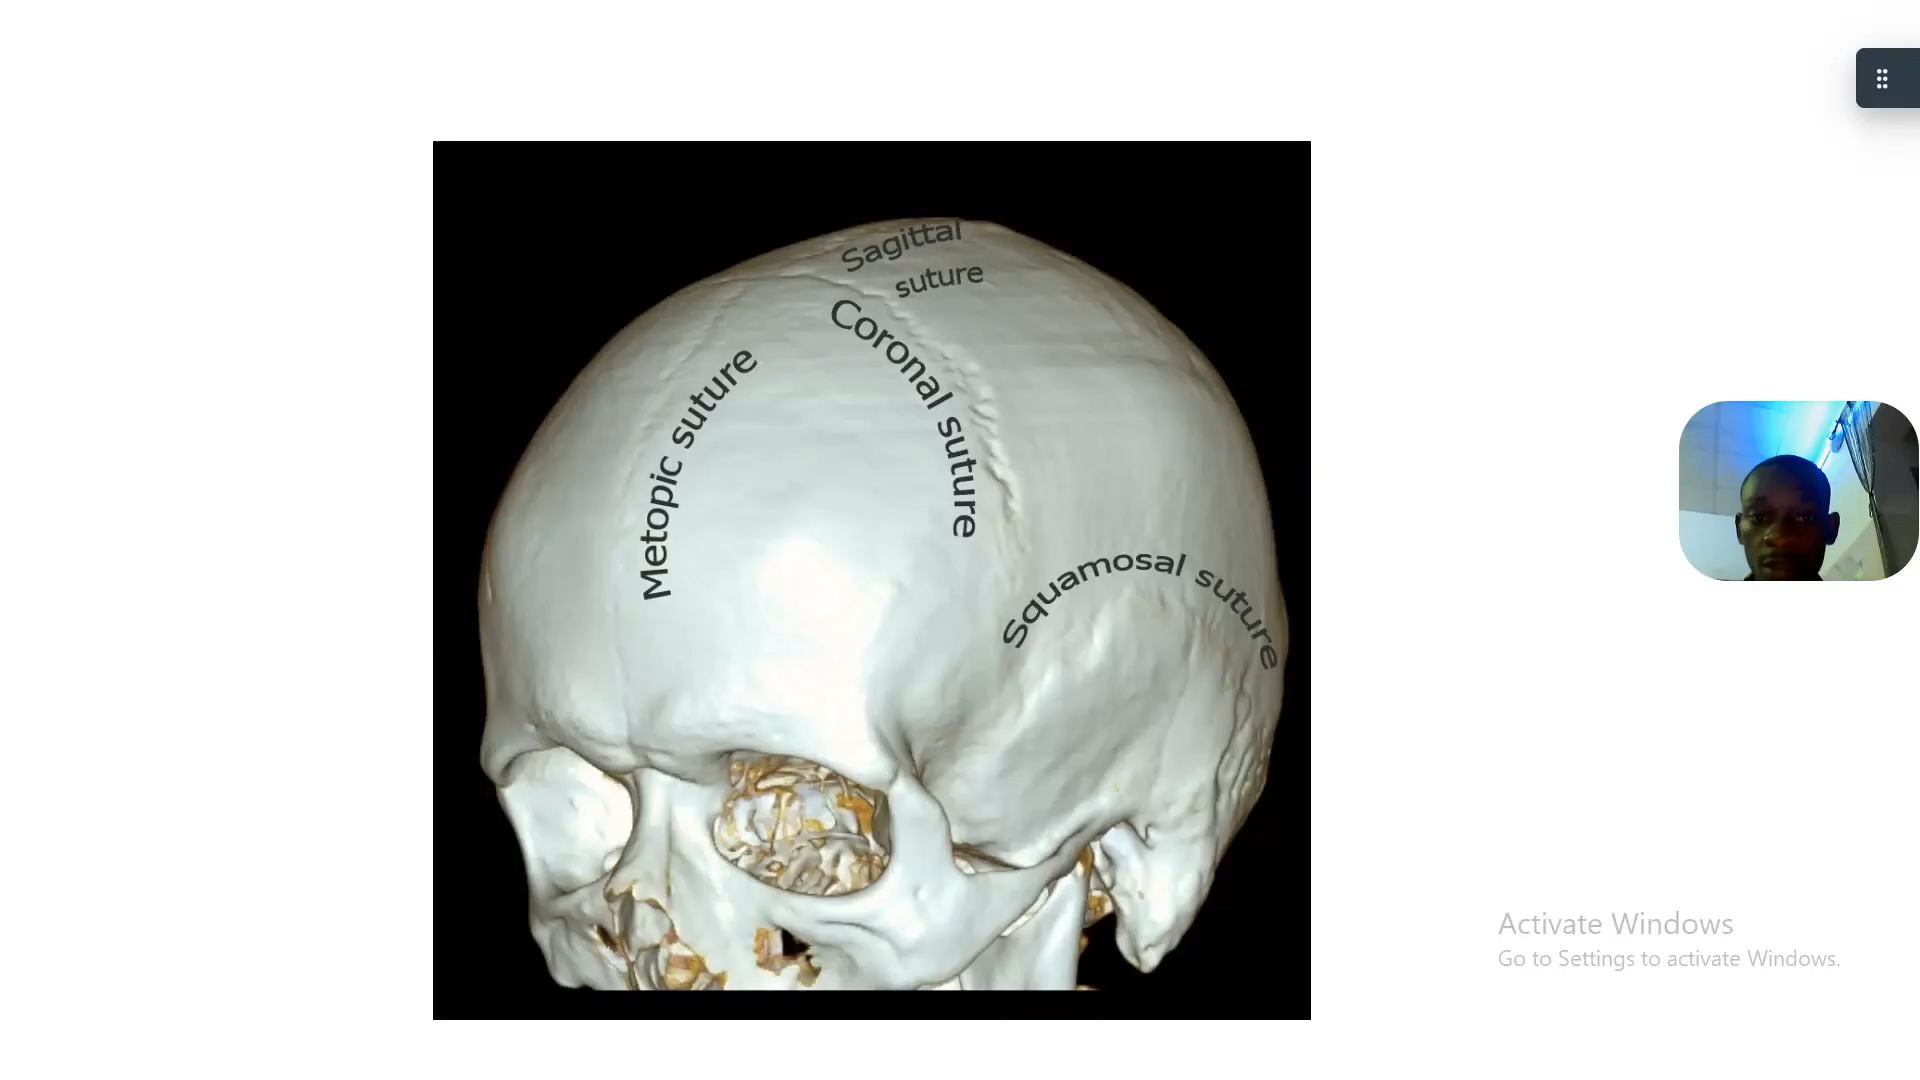 Sagittal
suture
Coronal suture
Metopic suture
Squamosal suture
Activate Windows
Go to Settings to activate Windows.